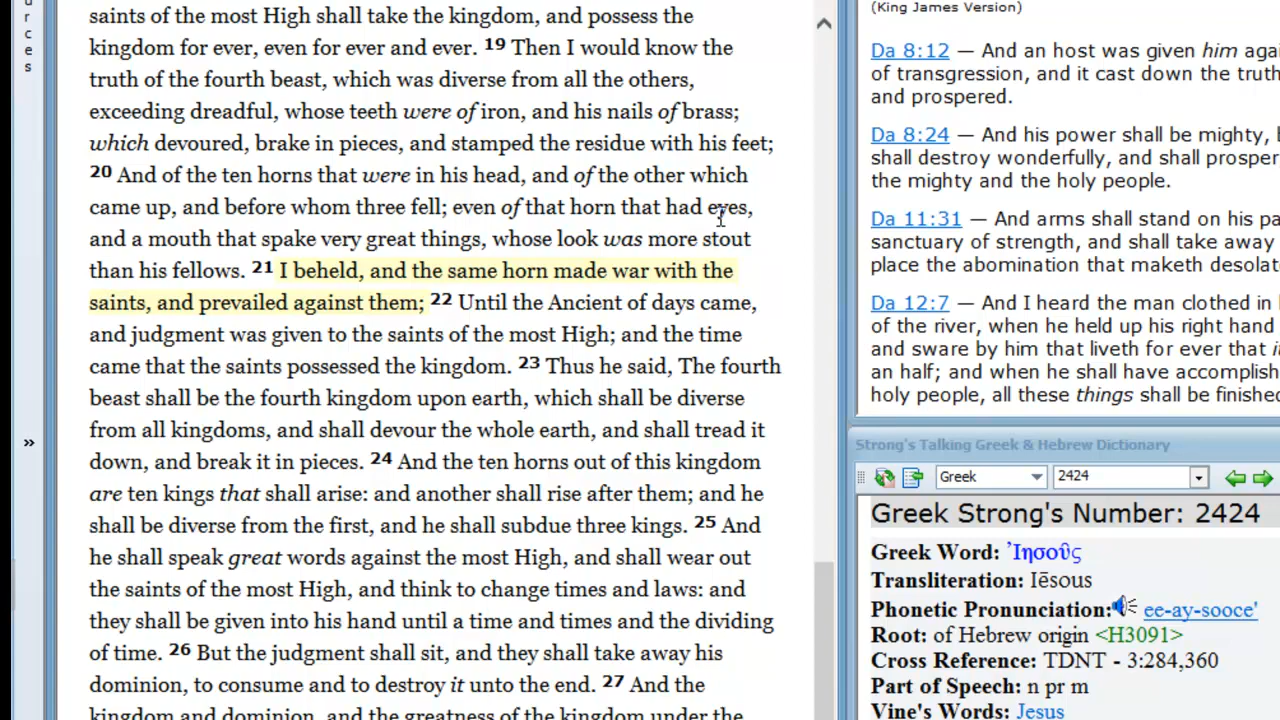 u
r
c
e
s
»
saints of the most High shall take the kingdom, and possess the
kingdom for ever, even for ever and ever. 19 Then I would know the
truth of the fourth beast, which was diverse from all the others,
exceeding dreadful, whose teeth were of iron, and his nails of brass;
which devoured, brake in pieces, and stamped the residue with his feet;
20 And of the ten horns that were in his head, and of the other which
came up, and before whom three fell; even of that horn that had eyes,
and a mouth that spake very great things, whose look was more stout
than his fellows. 21 I beheld, and the same horn made war with the
saints, and prevailed against them; 22 Until the Ancient of days came,
and judgment was given to the saints of the most High; and the time
came that the saints possessed the kingdom. 23 Thus he said, The fourth
beast shall be the fourth kingdom upon earth, which shall be diverse
from all kingdoms, and shall devour the whole earth, and shall tread it
down, and break it in pieces. 24 And the ten horns out of this kingdom
are ten kings that shall arise: and another shall rise after them; and he
shall be diverse from the first, and he shall subdue three kings. 25 And
he shall speak great words against the most High, and shall wear out
the saints of the most High, and think to change times and laws: and
they shall be given into his hand until a time and times and the dividing
of time. 26 But the judgment shall sit, and they shall take away his
dominion, to consume and to destroy it unto the end. 27 And the
kingdom and dominion, and the greatness of the kingdom under the
(King James Version)
Da 8:12 — And an host was given him agai
of transgression, and it cast down the truth
and prospered.
Da 8:24 — And his power shall be mighty,
shall destroy wonderfully, and shall prosper
the mighty and the holy people.
Da 11:31 — And arms shall stand on his pa
sanctuary of strength, and shall take away
place the abomination that maketh desolat
Da 12:7 — And I heard the man clothed in
of the river, when he held up his right hand
and sware by him that liveth for ever that
an half; and when he shall have accomplish
holy people, all these things shall be finished
Strong's Talking Greek & Hebrew Dictionary
Greek 2424
Greek Strong's Number: 2424
Greek Word: Ἰησοῦς
Transliteration: Iēsous
Phonetic Pronunciation: ee-ay-sooce'
Root: of Hebrew origin <H3091>
Cross Reference: TDNT - 3:284,360
Part of Speech: n pr m
Vine's Words: Jesus